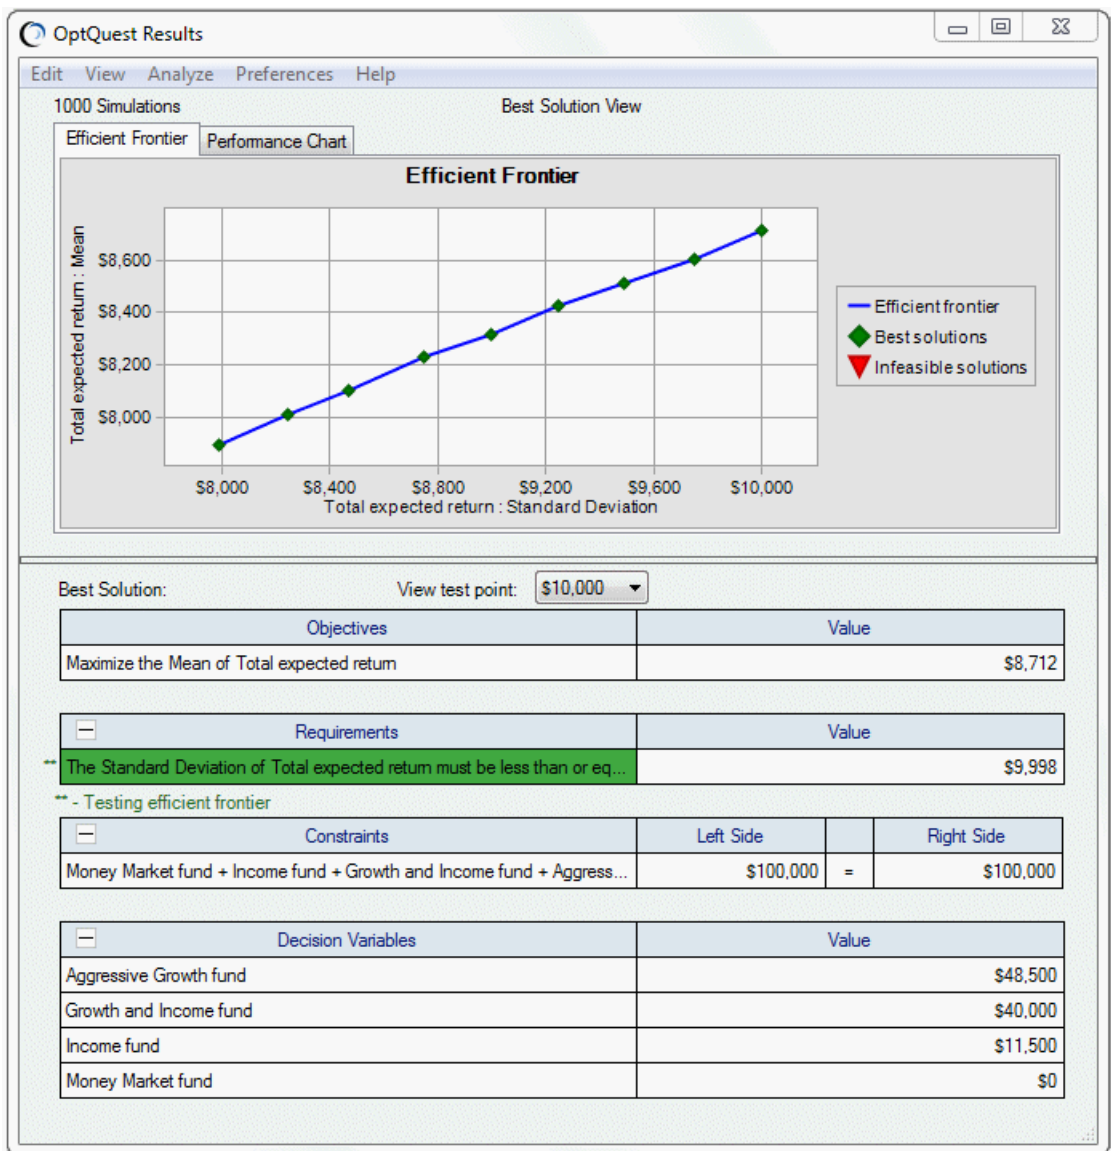 OptQuest Results
Edit View Analyze Preferences Help
1000 Simulations Best Solution View
Efficient Frontier Performance Chart
Efficient Frontier
Total expected return : Mean
$8,600
$8,400
$8,200
$8,000
$8,000 $8,400 $8,800 $9,200 $9,600 $10,000
Total expected return : Standard Deviation
Efficient frontier
Best solutions
Infeasible solutions
Best Solution: View test point: $10,000
Objectives Value
Maximize the Mean of Total expected return $8,712
Requirements Value
** The Standard Deviation of Total expected return must be less than or eq... $9,998
** - Testing efficient frontier
Constraints Left Side Right Side
Money Market fund + Income fund + Growth and Income fund + Aggress... $100,000 = $100,000
Decision Variables Value
Aggressive Growth fund $48,500
Growth and Income fund $40,000
Income fund $11,500
Money Market fund $0